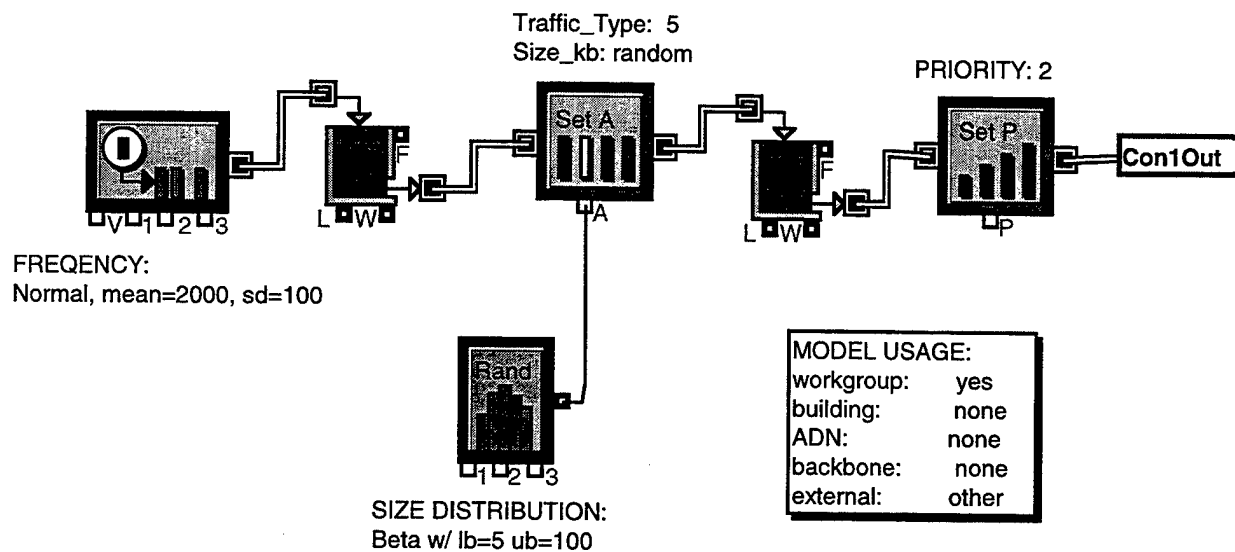 Traffic_Type: 5
Size_kb: random
PRIORITY: 2
Set A
Set P
F
F
Con1Out
V 1 2 3
L W
A
L W
P
FREQENCY:
Normal, mean=2000, sd=100
Rand
1 2 3
SIZE DISTRIBUTION:
Beta w/ lb=5 ub=100
MODEL USAGE:
workgroup: yes
building: none
ADN: none
backbone: none
external: other